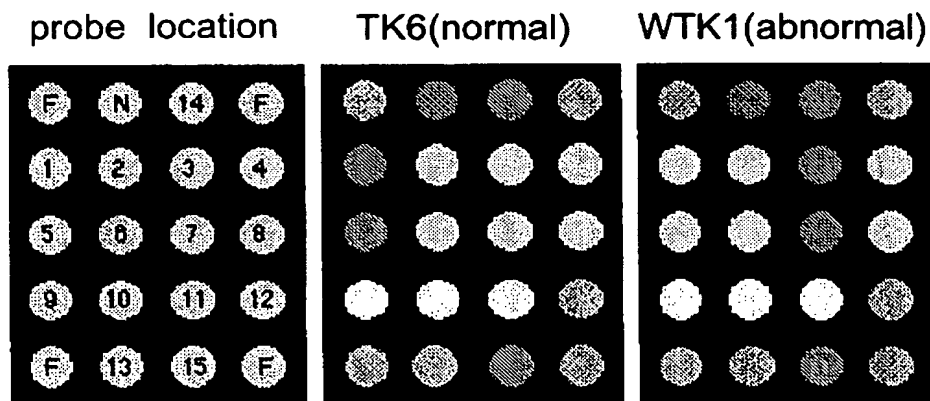 probe location TK6(normal) WTK1(abnormal)
F N 14 F
1 2 3 4
5 6 7 8
9 10 11 12
F 13 15 F